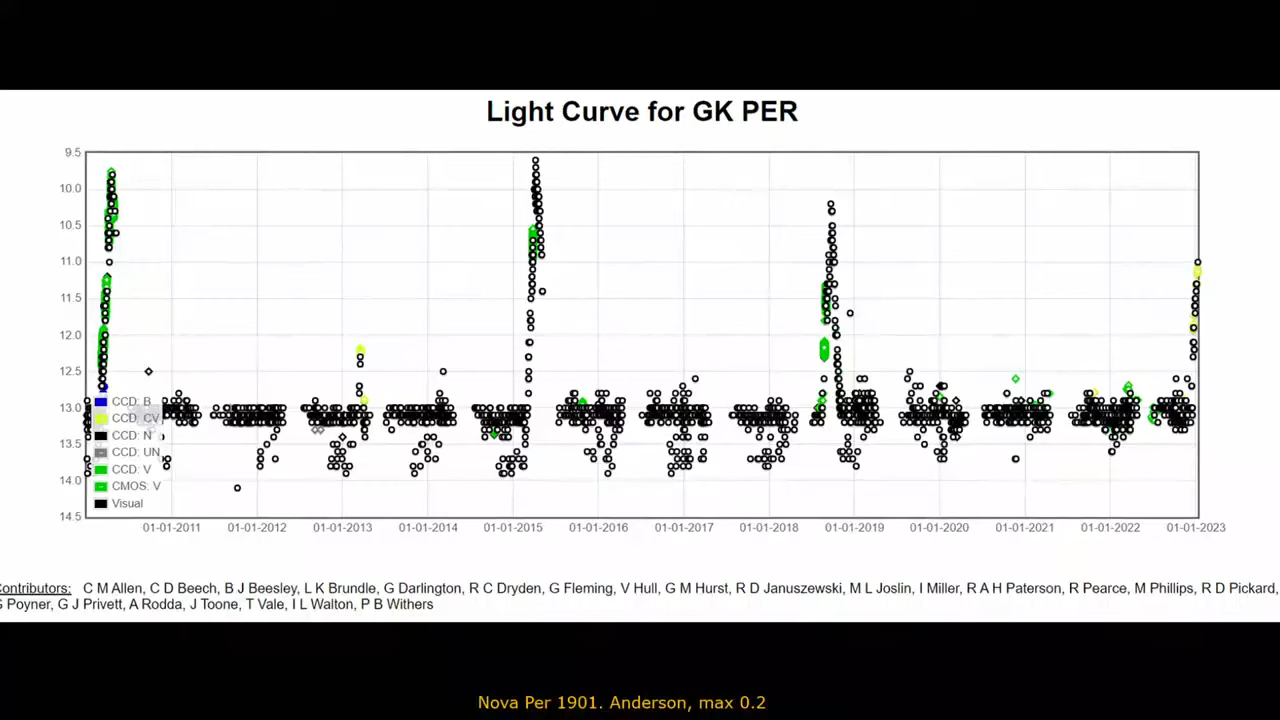 Light Curve for GK PER
9.5
10.0
10.5
11.0
11.5
12.0
12.5
13.0
13.5
14.0
14.5
CCD: B
CCD: CV
CCD: N
CCD: UN
CCD: V
CMOS: V
Visual
01-01-2011 01-01-2012 01-01-2013 01-01-2014 01-01-2015 01-01-2016 01-01-2017 01-01-2018 01-01-2019 01-01-2020 01-01-2021 01-01-2022 01-01-2023
Contributors: C M Allen, C D Beech, B J Beesley, L K Brundle, G Darlington, R C Dryden, G Fleming, V Hull, G M Hurst, R D Januszewski, M L Joslin, I Miller, R A H Paterson, R Pearce, M Phillips, R D Pickard,
G Poyner, G J Privett, A Rodda, J Toone, T Vale, I L Walton, P B Withers
Nova Per 1901. Anderson, max 0.2